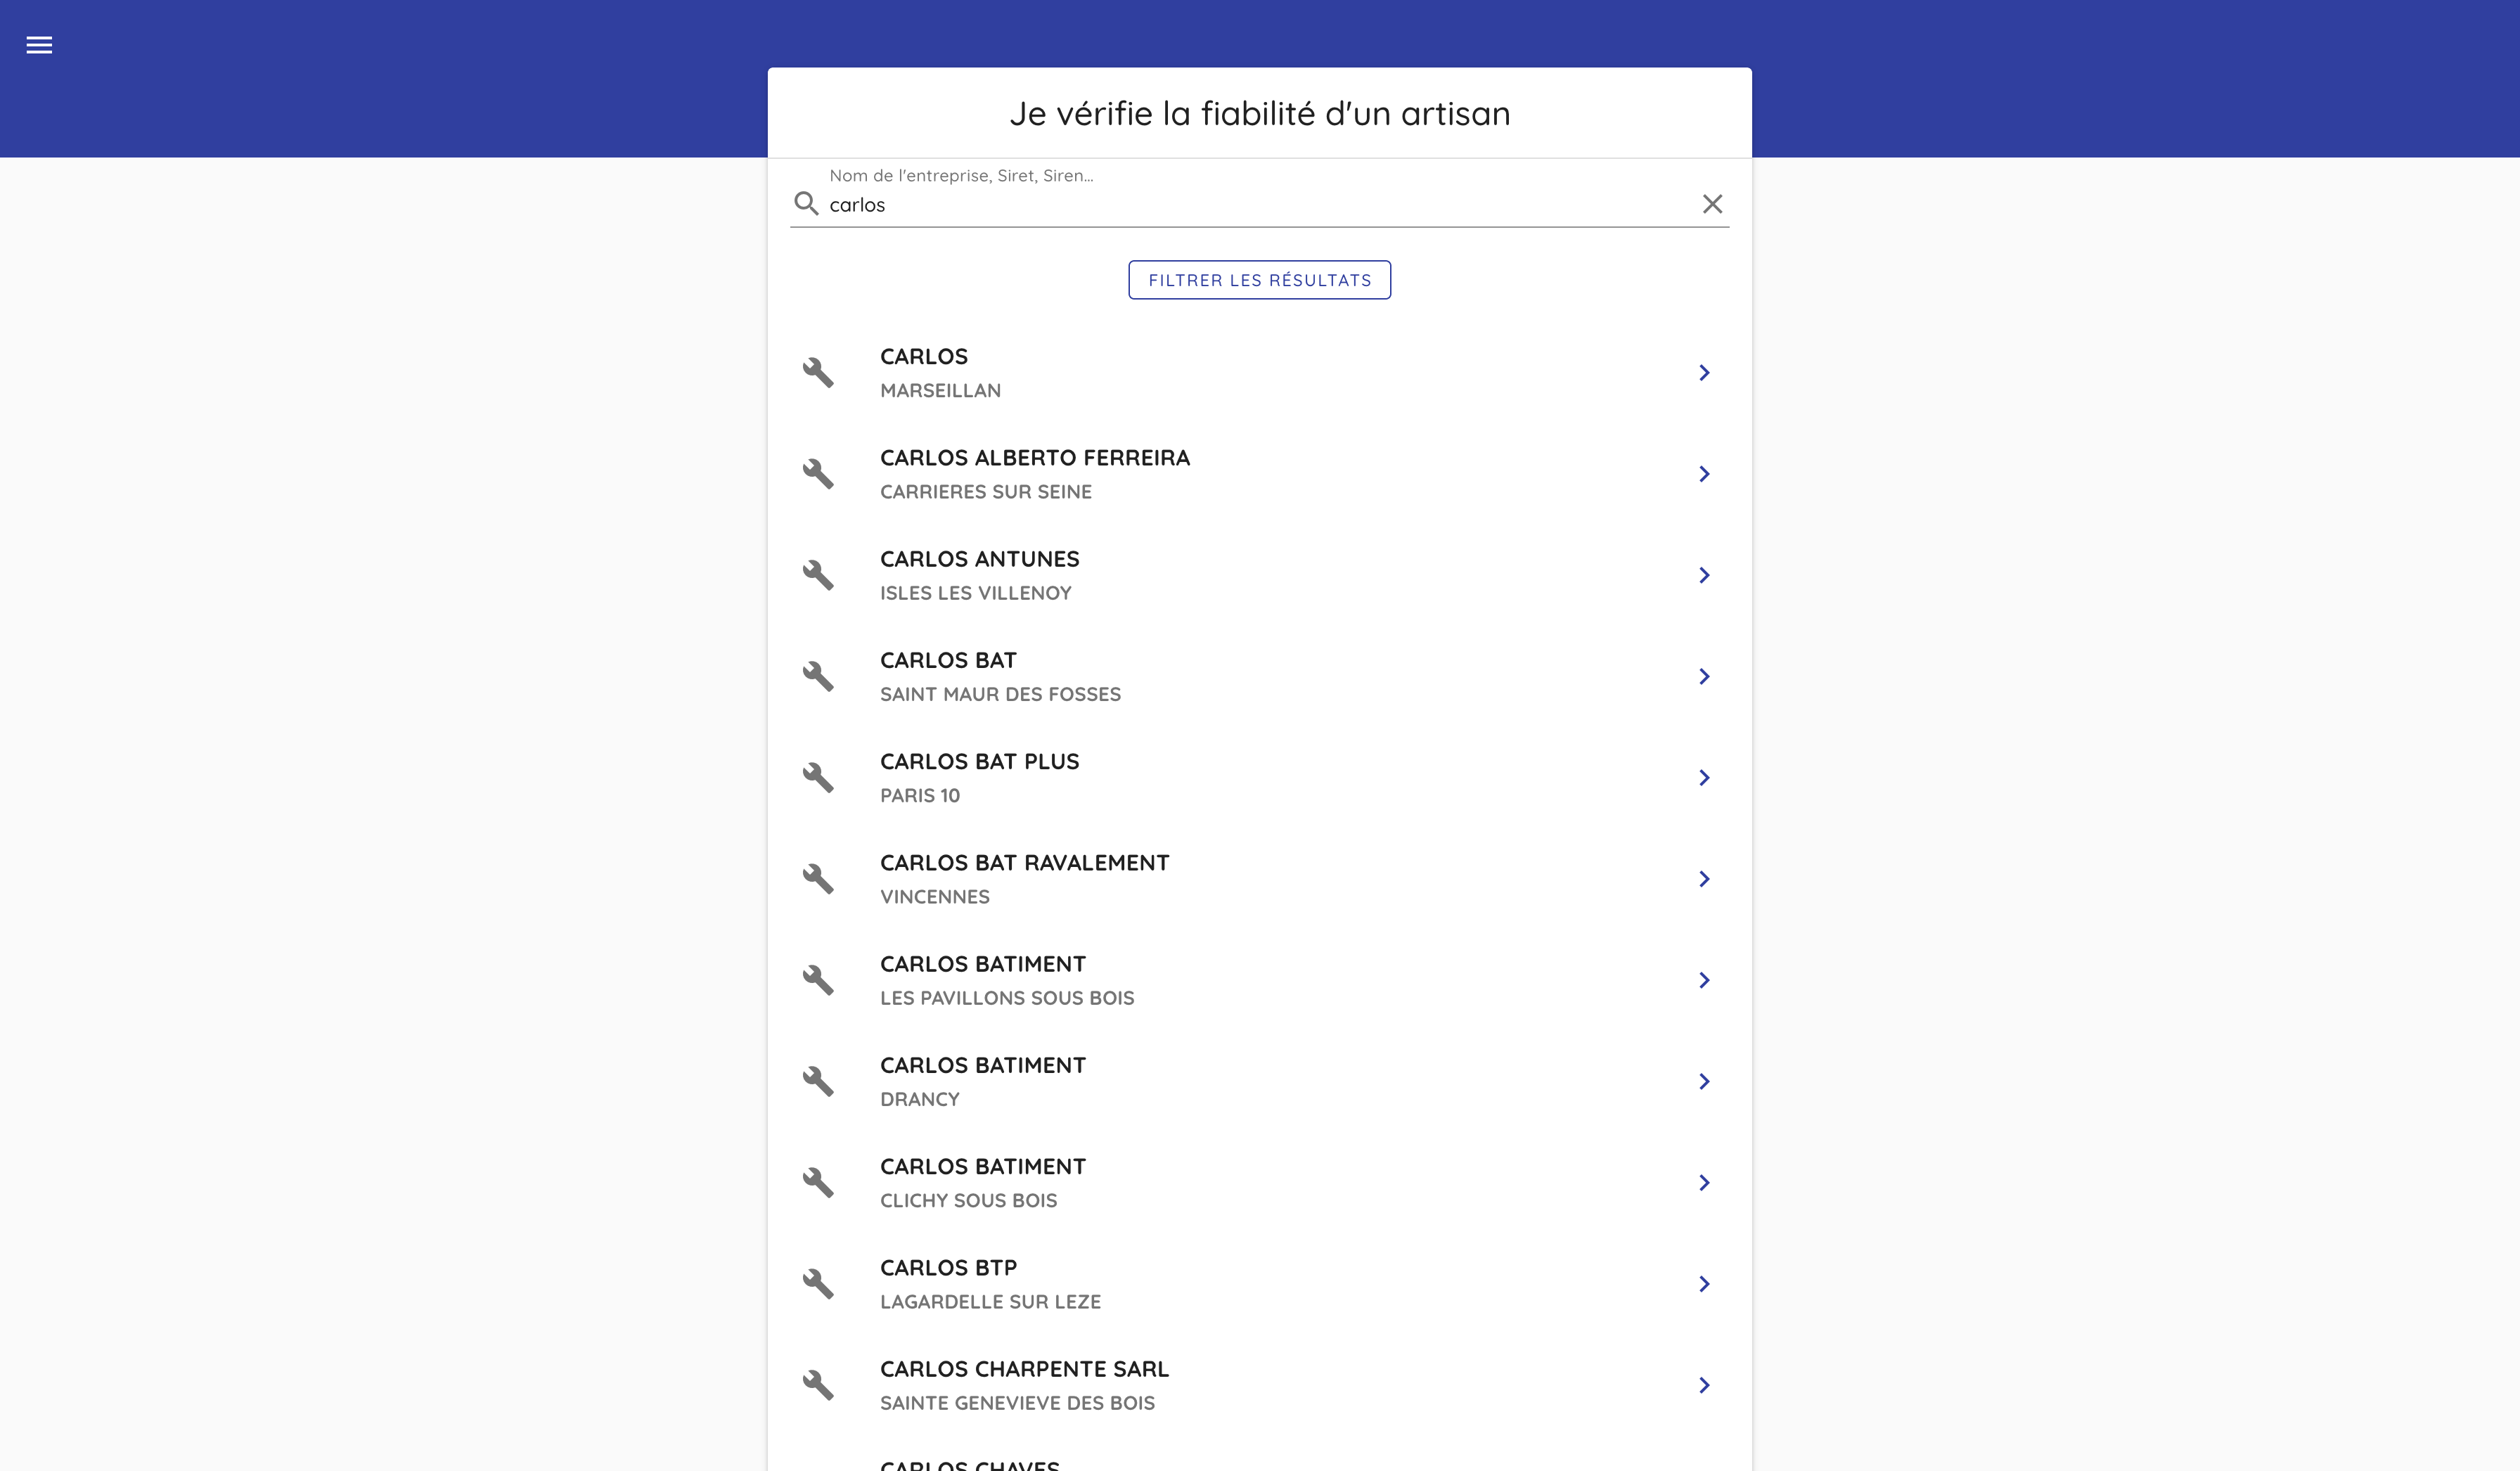 Je vérifie la fiabilité d'un artisan
Nom de l'entreprise, Siret, Siren...
carlos
FILTRER LES RÉSULTATS
CARLOS
MARSEILLAN
CARLOS ALBERTO FERREIRA
CARRIERES SUR SEINE
CARLOS ANTUNES
ISLES LES VILLENOY
CARLOS BAT
SAINT MAUR DES FOSSES
CARLOS BAT PLUS
PARIS 10
CARLOS BAT RAVALEMENT
VINCENNES
CARLOS BATIMENT
LES PAVILLONS SOUS BOIS
CARLOS BATIMENT
DRANCY
CARLOS BATIMENT
CLICHY SOUS BOIS
CARLOS BTP
LAGARDELLE SUR LEZE
CARLOS CHARPENTE SARL
SAINTE GENEVIEVE DES BOIS
CARLOS CHAVES